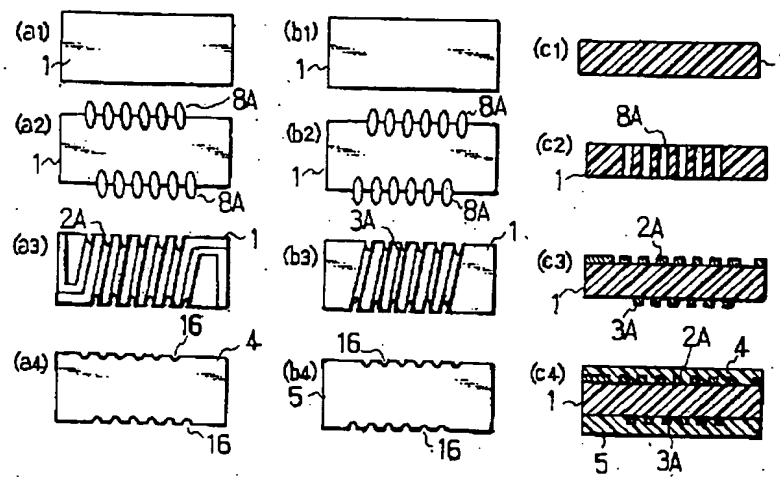 (a1)
1
(b1)
1
(c1)
(a2)
8A
1
8A
(b2)
8A
1
8A
(c2)
8A
1
(a3)
2A
1
(b3)
3A
1
(c3)
2A
1
3A
(a4)
16
4
16
(b4)
16
5
16
(c4)
2A
4
1
5
3A